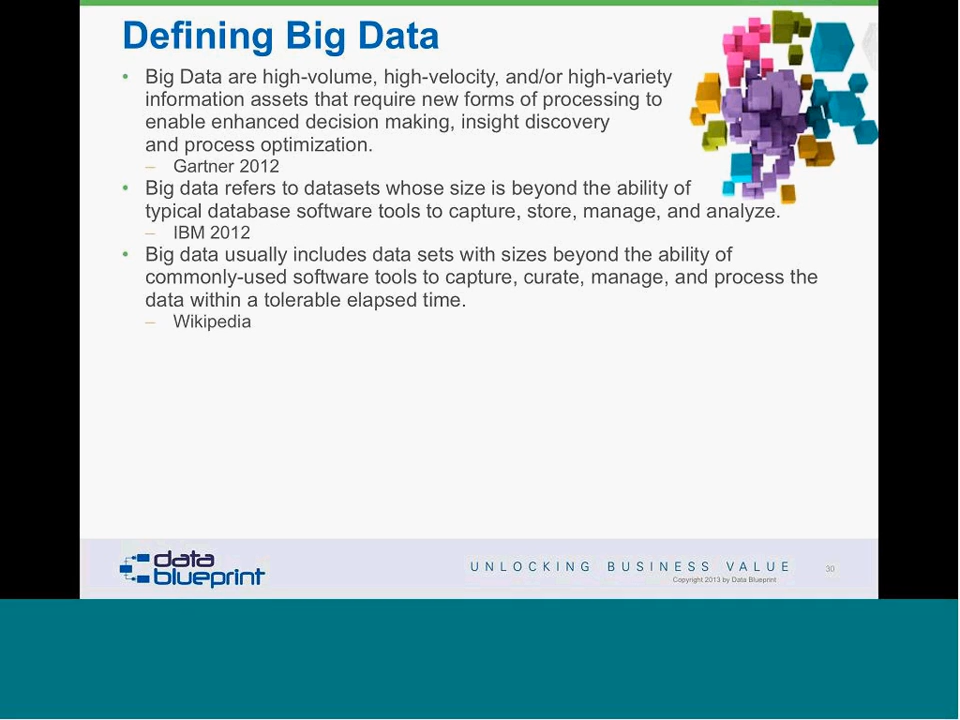 Defining Big Data
• Big Data are high-volume, high-velocity, and/or high-variety
information assets that require new forms of processing to
enable enhanced decision making, insight discovery
and process optimization.
– Gartner 2012
• Big data refers to datasets whose size is beyond the ability of
typical database software tools to capture, store, manage, and analyze.
– IBM 2012
• Big data usually includes data sets with sizes beyond the ability of
commonly-used software tools to capture, curate, manage, and process the
data within a tolerable elapsed time.
– Wikipedia
data
blueprint
UNLOCKING BUSINESS VALUE
30
Copyright 2013 by Data Blueprint